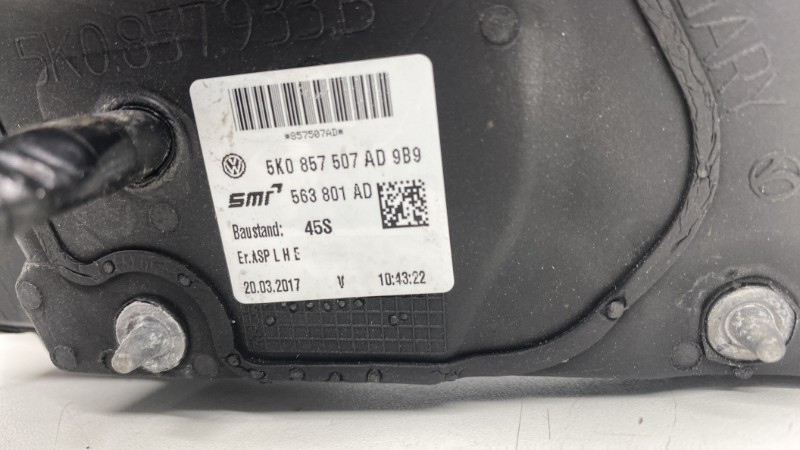 5K0.857.933.B
*857507AD*
5K0 857 507 AD 9B9
smr 563 801 AD
Baustand: 45S
Er.ASP L H E
20.03.2017 V 10:43:22